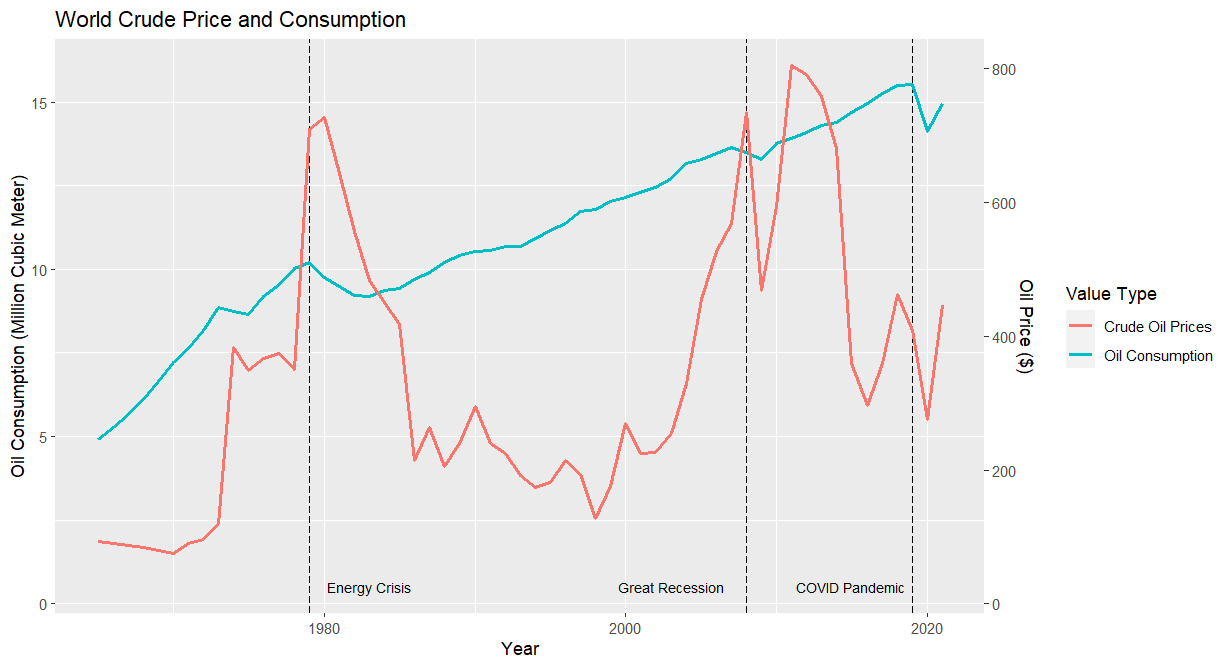 World Crude Price and Consumption
Oil Consumption (Million Cubic Meter)
15
10
5
0
800
600
400
200
0
Oil Price ($)
Energy Crisis
Great Recession
COVID Pandemic
1980
2000
2020
Year
Value Type
Crude Oil Prices
Oil Consumption